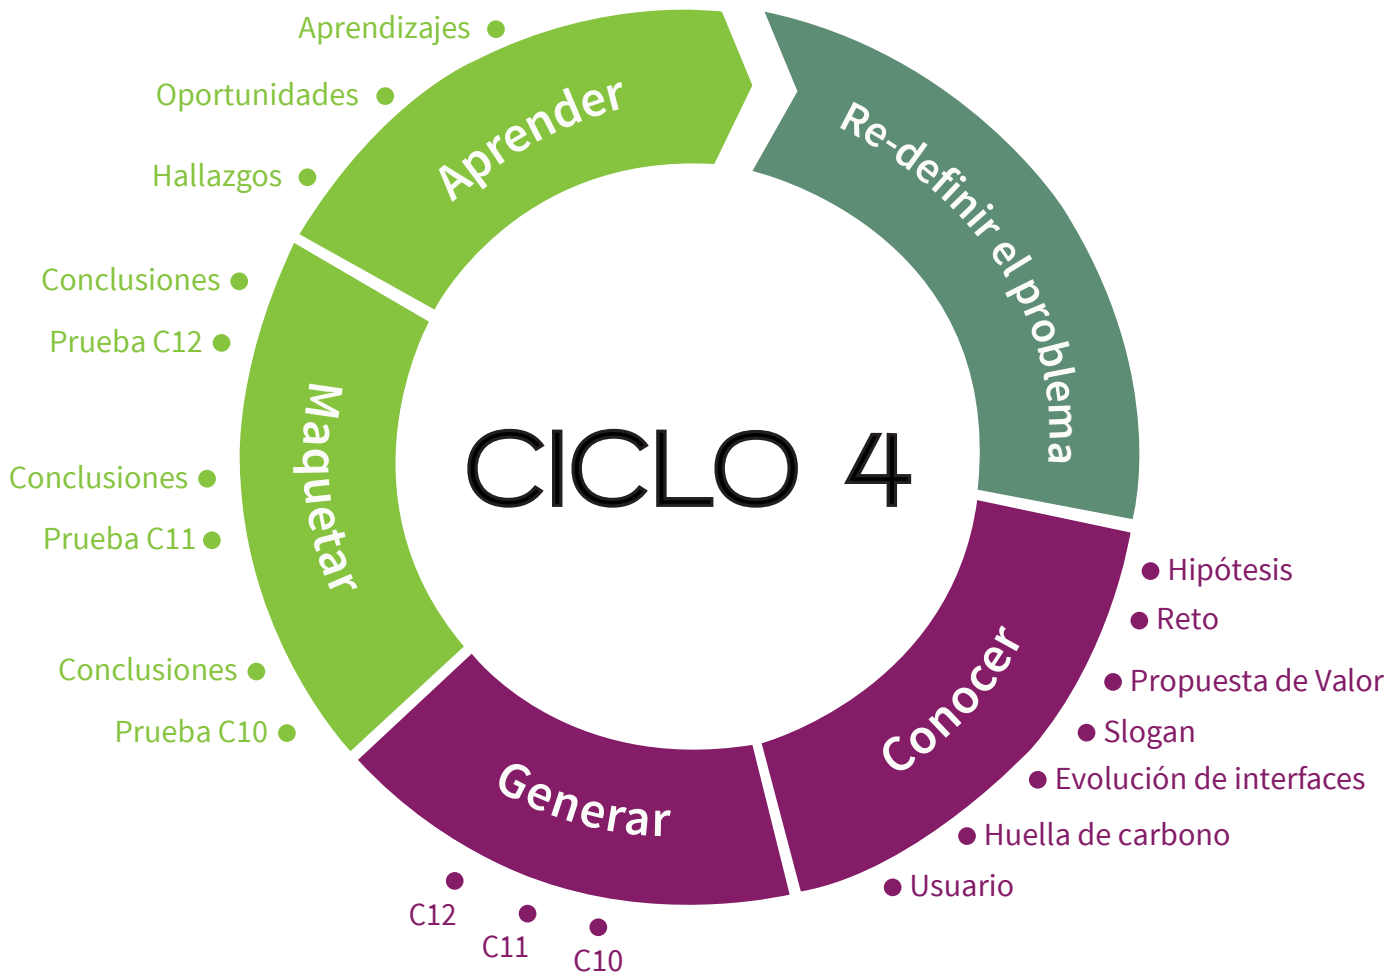 CICLO 4
Re-definir el problema
Conocer
Hipótesis
Reto
Propuesta de Valor
Slogan
Evolución de interfaces
Huella de carbono
Usuario
Generar
C10
C11
C12
Maquetar
Prueba C10
Conclusiones
Prueba C11
Conclusiones
Prueba C12
Conclusiones
Aprender
Hallazgos
Oportunidades
Aprendizajes